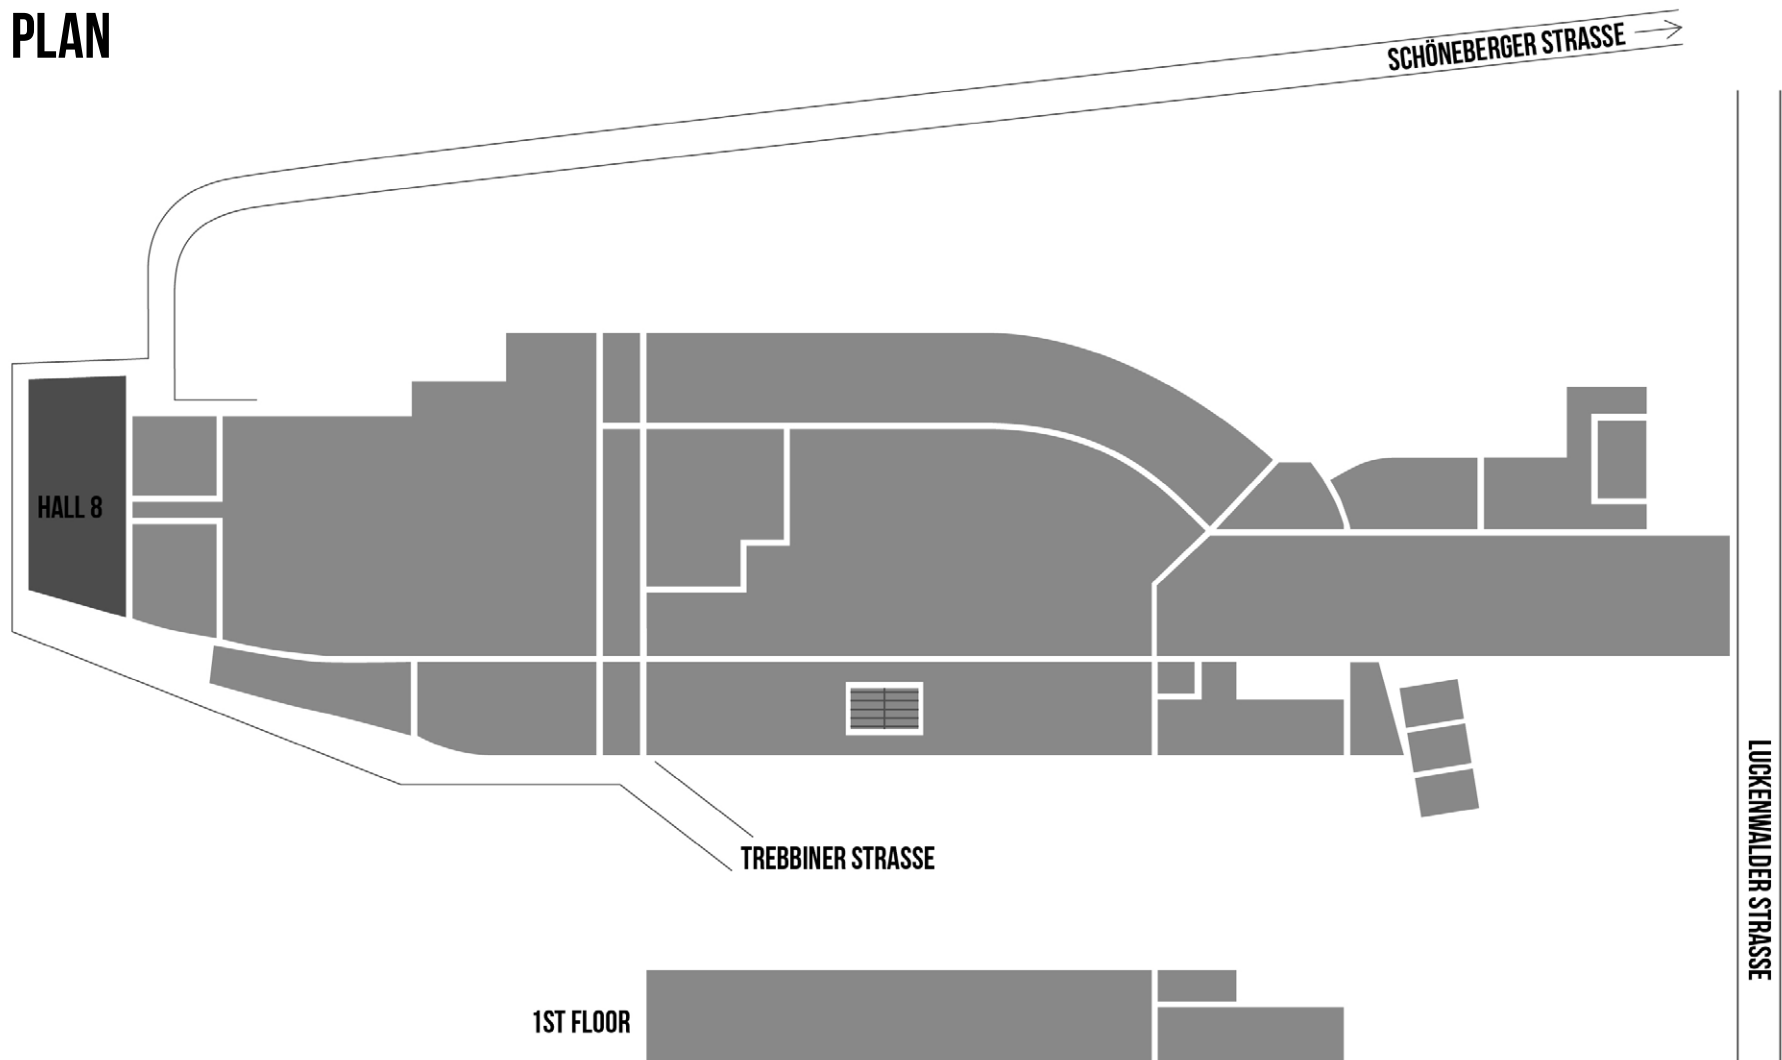 PLAN
SCHÖNEBERGER STRASSE
HALL 8
TREBBINER STRASSE
LUCKENWALDER STRASSE
1ST FLOOR